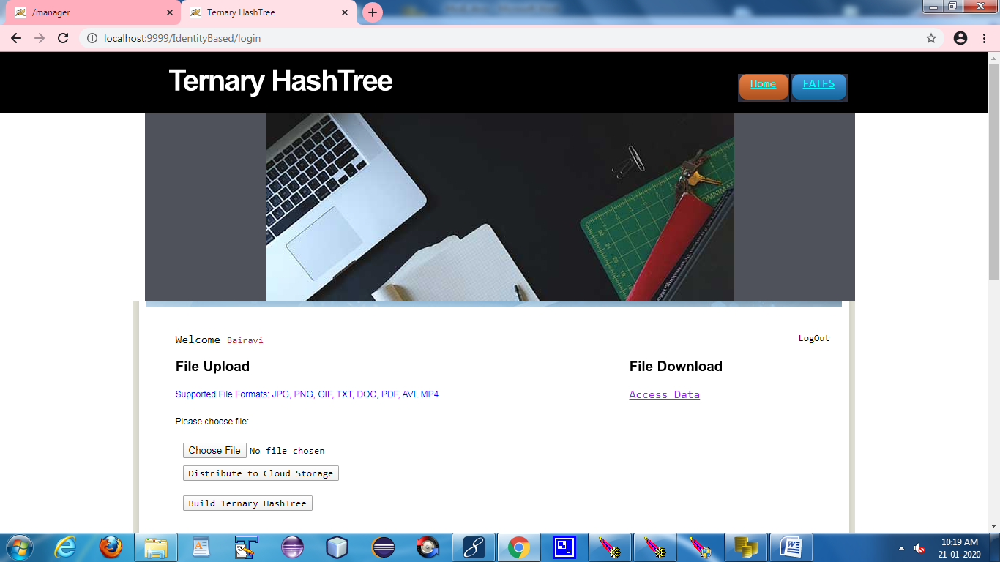 /manager
Ternary HashTree
localhost:9999/IdentityBased/login
Ternary HashTree
Home
FATFS
Welcome Bairavi
LogOut
File Upload
File Download
Supported File Formats: JPG, PNG, GIF, TXT, DOC, PDF, AVI, MP4
Access Data
Please choose file:
Choose File No file chosen
Distribute to Cloud Storage
Build Ternary HashTree
10:19 AM
21-01-2020